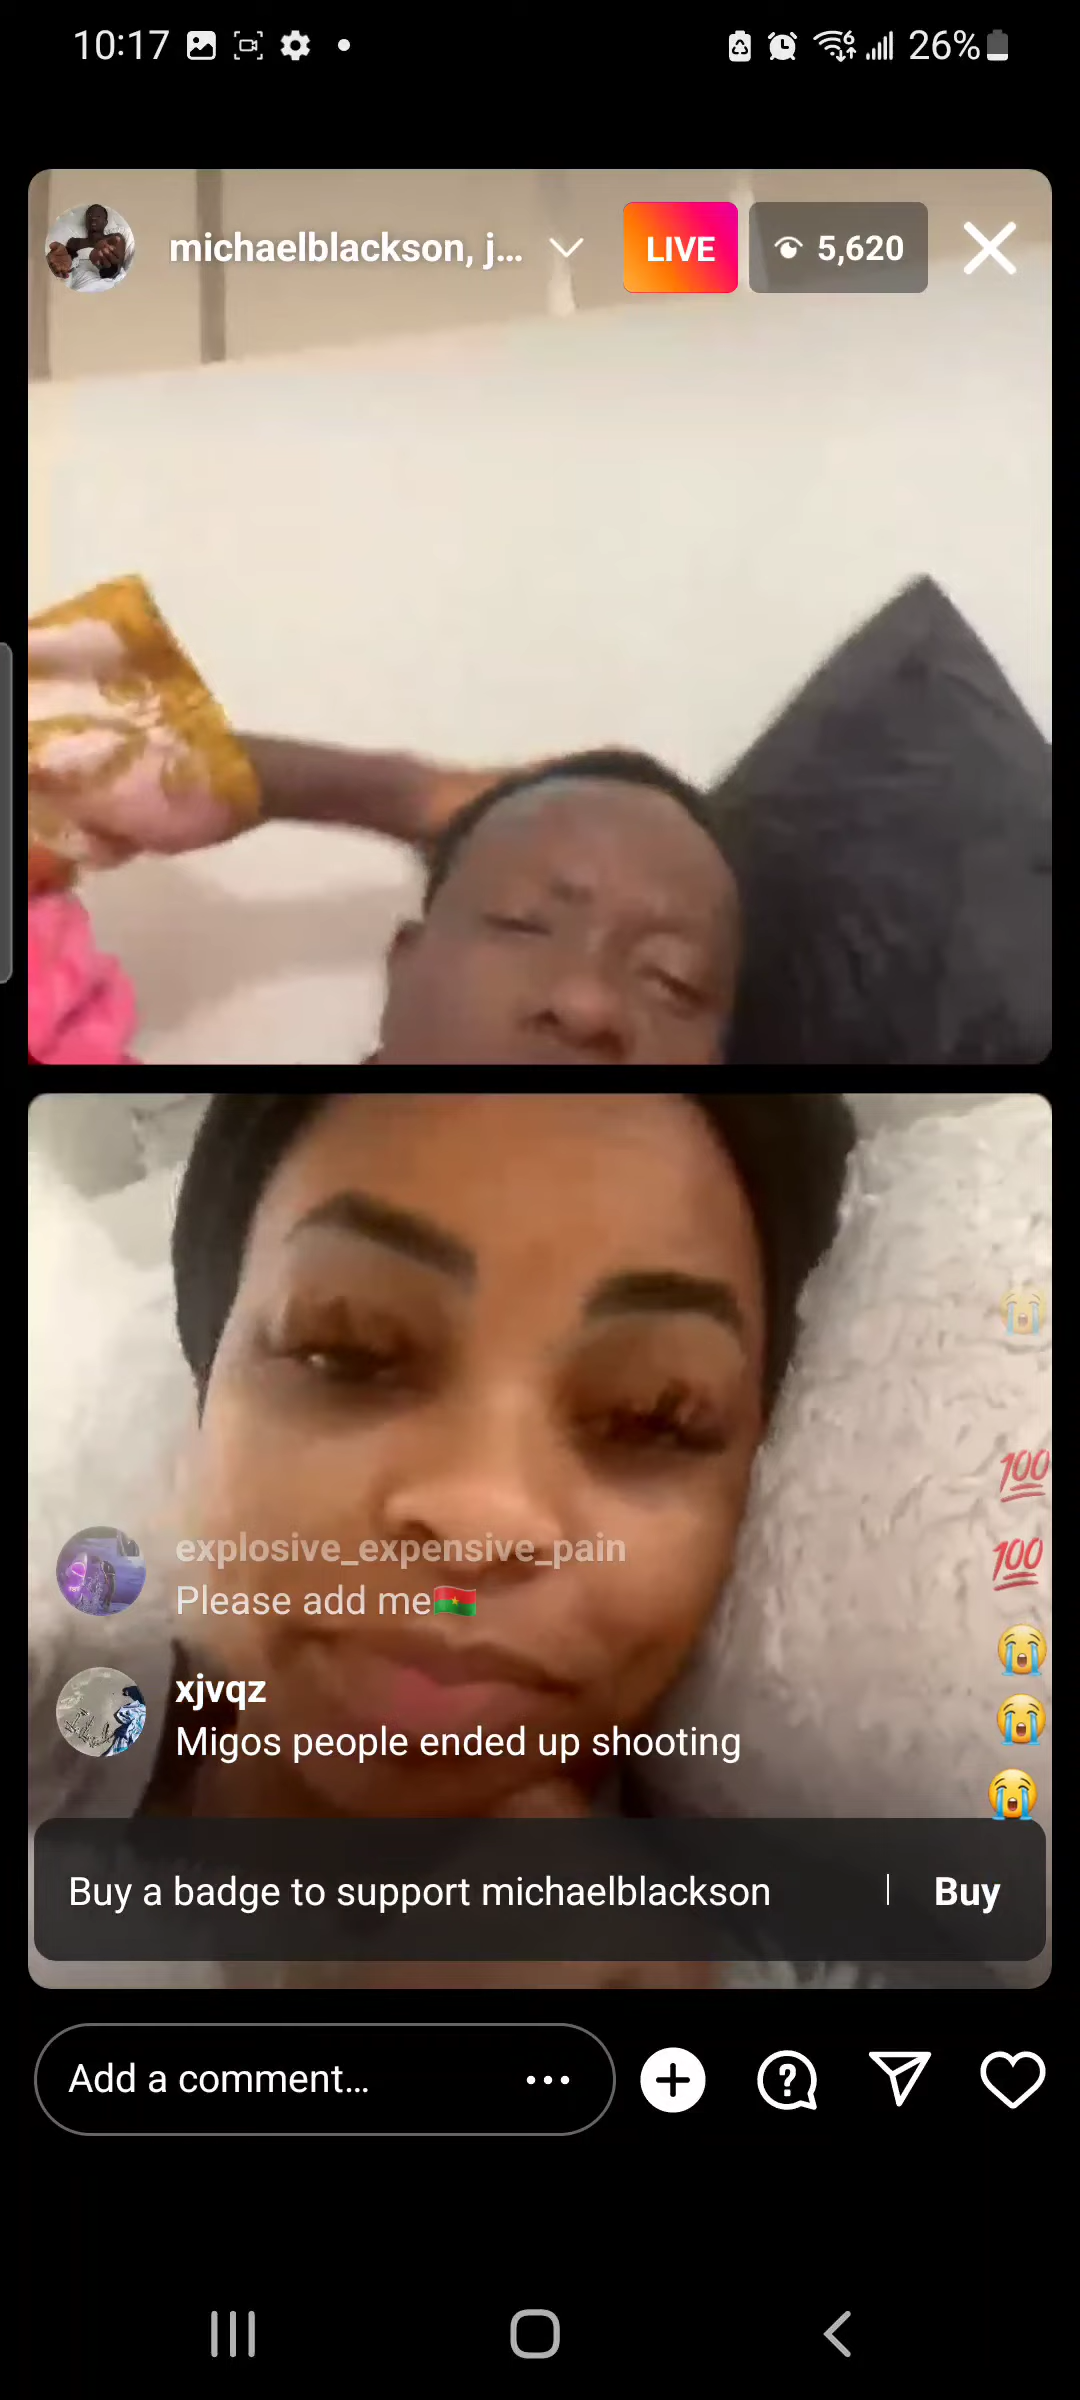 10:17
26%
michaelblackson, j...
LIVE
5,620
explosive_expensive_pain
Please add me🇧🇫
xjvqz
Migos people ended up shooting
Buy a badge to support michaelblackson | Buy
Add a comment...